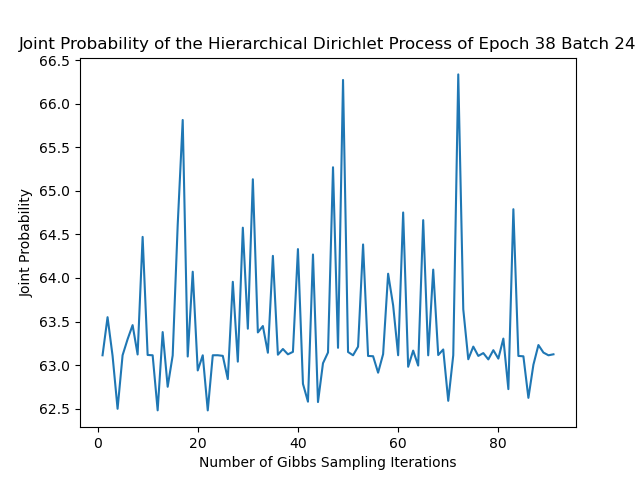 Joint Probability of the Hierarchical Dirichlet Process of Epoch 38 Batch 24
66.5
66.0
65.5
65.0
64.5
64.0
63.5
63.0
62.5
Joint Probability
0 20 40 60 80
Number of Gibbs Sampling Iterations